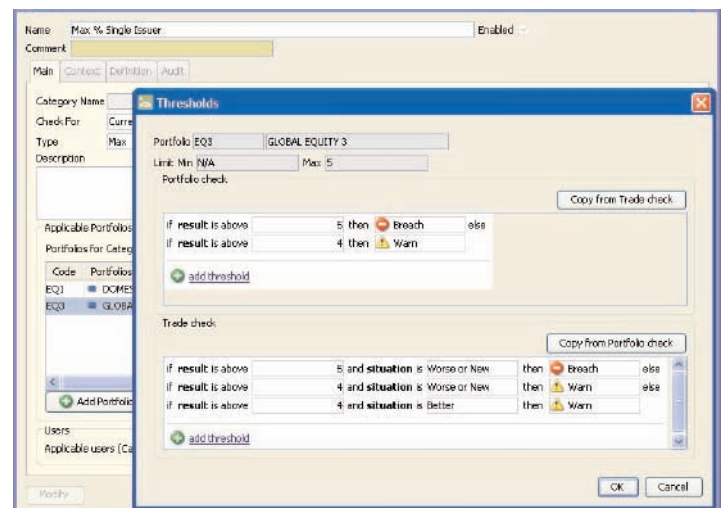 Name Max % Single Issuer Enabled
Comment
Main Context Definition Audit
Category Name
Check For Curre
Type Max
Description
Applicable Portfolios
Portfolios for Categ
Code Portfolios
EQ1 DOMES
EQ3 GLOBA
Add Portfolio
Users
Applicable users (Ca
Modify
Thresholds
Portfolio EQ3 GLOBAL EQUITY 3
Limit: Min N/A Max 5
Portfolio check
Copy from Trade check
if result is above 5 then Breach else
if result is above 4 then Warn
add threshold
Trade check
Copy from Portfolio check
if result is above 5 and situation is Worse or New then Breach else
if result is above 4 and situation is Worse or New then Warn else
if result is above 4 and situation is Better then Warn
add threshold
OK Cancel